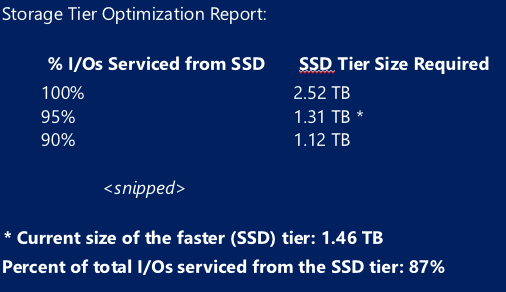 Storage Tier Optimization Report:
% I/Os Serviced from SSD SSD Tier Size Required
100% 2.52 TB
95% 1.31 TB *
90% 1.12 TB
<snipped>
* Current size of the faster (SSD) tier: 1.46 TB
Percent of total I/Os serviced from the SSD tier: 87%